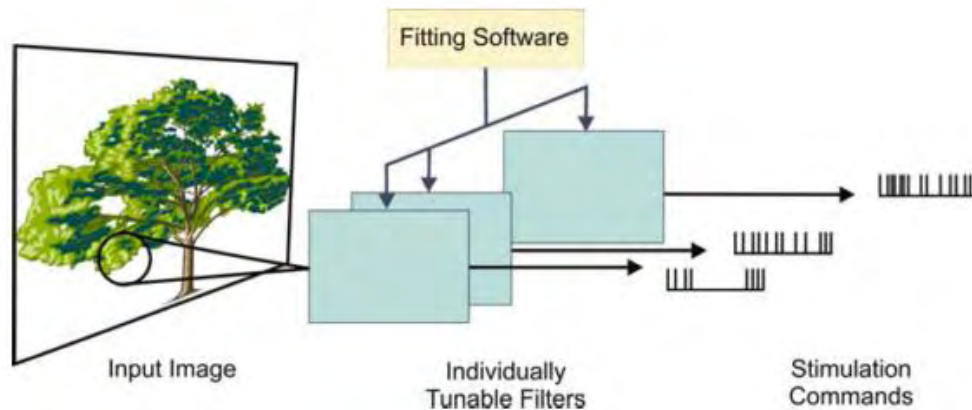 Fitting Software
Input Image
Individually
Tunable Filters
Stimulation
Commands